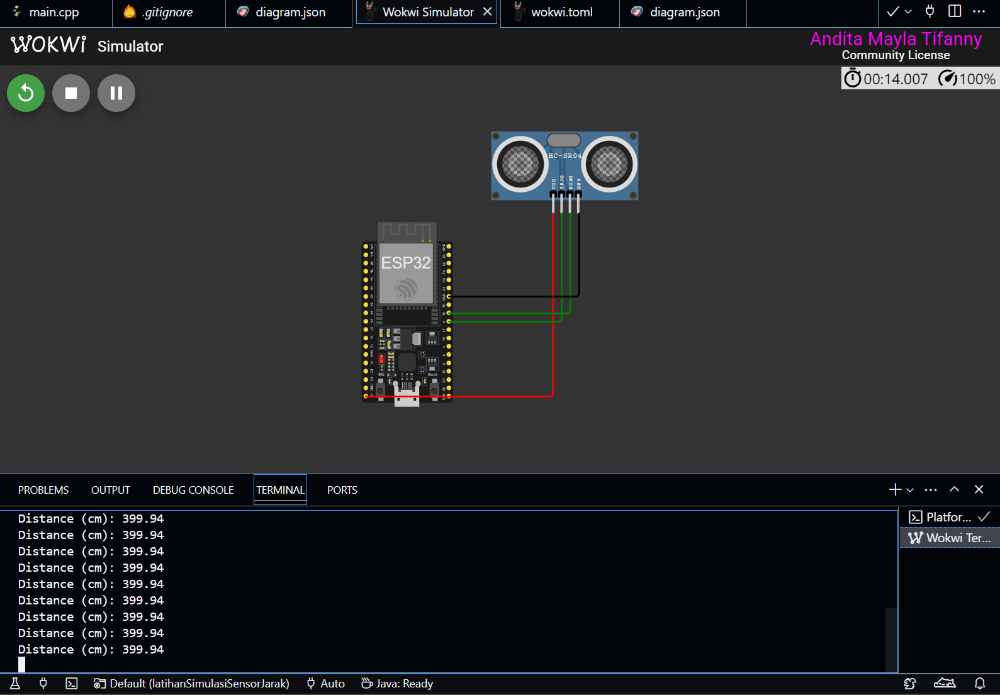 main.cpp
.gitignore
diagram.json
Wokwi Simulator
wokwi.toml
diagram.json
WOKWi Simulator
Andita Mayla Tifanny
Community License
00:14.007 100%
HC-SR04
VCC
TRIG
ECHO
GND
ESP32
EN
Boot
PROBLEMS
OUTPUT
DEBUG CONSOLE
TERMINAL
PORTS
Distance (cm): 399.94
Distance (cm): 399.94
Distance (cm): 399.94
Distance (cm): 399.94
Distance (cm): 399.94
Distance (cm): 399.94
Distance (cm): 399.94
Distance (cm): 399.94
Distance (cm): 399.94
Platfor...
Wokwi Ter...
Default (latihanSimulasiSensorJarak)
Auto
Java: Ready